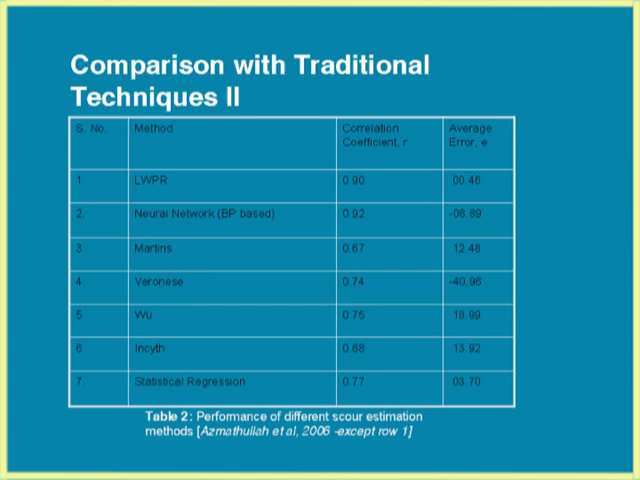 Comparison with Traditional
Techniques II
S. No. Method Correlation Coefficient, r Average Error, e
1. LWPR 0.90 00.46
2. Neural Network (BP based) 0.92 -08.89
3. Martins 0.67 12.48
4. Veronese 0.74 -40.96
5. Wu 0.75 18.99
6. Incyth 0.68 13.92
7. Statistical Regression 0.77 03.70
Table 2: Performance of different scour estimation
methods [Azmathullah et al, 2006 -except row 1]